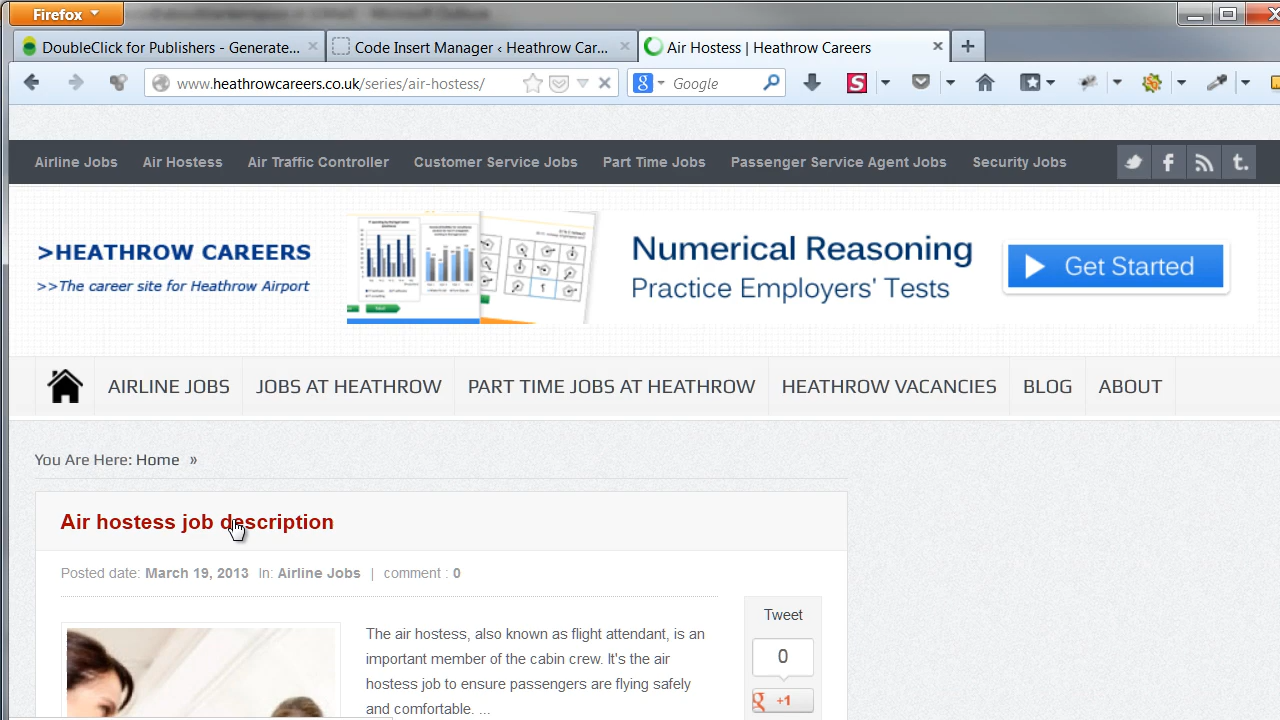 Firefox
DoubleClick for Publishers - Generate...
Code Insert Manager ‹ Heathrow Car...
Air Hostess | Heathrow Careers
www.heathrowcareers.co.uk/series/air-hostess/
Google
Airline Jobs Air Hostess Air Traffic Controller Customer Service Jobs Part Time Jobs Passenger Service Agent Jobs Security Jobs
>HEATHROW CAREERS
>>The career site for Heathrow Airport
Numerical Reasoning
Practice Employers' Tests
Get Started
AIRLINE JOBS JOBS AT HEATHROW PART TIME JOBS AT HEATHROW HEATHROW VACANCIES BLOG ABOUT
You Are Here: Home »
Air hostess job description
Posted date: March 19, 2013 In: Airline Jobs | comment : 0
The air hostess, also known as flight attendant, is an
important member of the cabin crew. It's the air
hostess job to ensure passengers are flying safely
and comfortable. ...
Tweet
0
+1